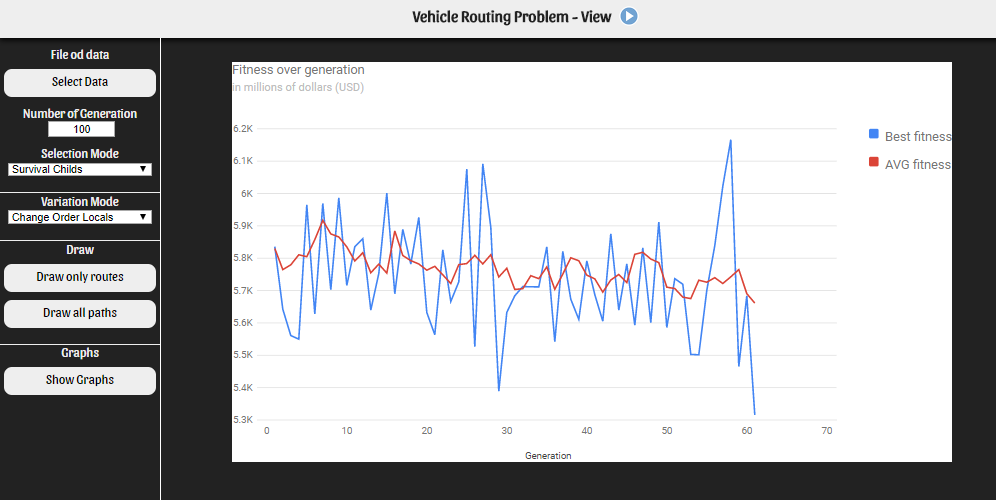 Vehicle Routing Problem - View
File od data
Select Data
Number of Generation
100
Selection Mode
Survival Childs
Variation Mode
Change Order Locals
Draw
Draw only routes
Draw all paths
Graphs
Show Graphs
Fitness over generation
in millions of dollars (USD)
6.2K
6.1K
6K
5.9K
5.8K
5.7K
5.6K
5.5K
5.4K
5.3K
0 10 20 30 40 50 60 70
Generation
Best fitness
AVG fitness